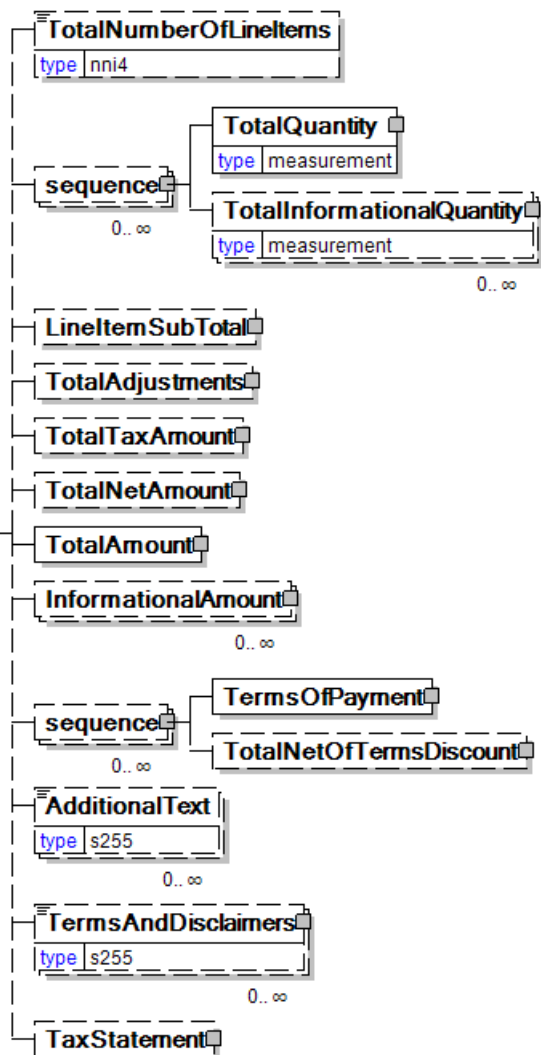 TotalNumberOfLineItems
type nni4
TotalQuantity
type measurement
sequence
0.. ∞
TotalInformationalQuantity
type measurement
0.. ∞
LineItemSubTotal
TotalAdjustments
TotalTaxAmount
TotalNetAmount
TotalAmount
InformationalAmount
0.. ∞
TermsOfPayment
sequence
0.. ∞
TotalNetOfTermsDiscount
AdditionalText
type s255
0.. ∞
TermsAndDisclaimers
type s255
0.. ∞
TaxStatement